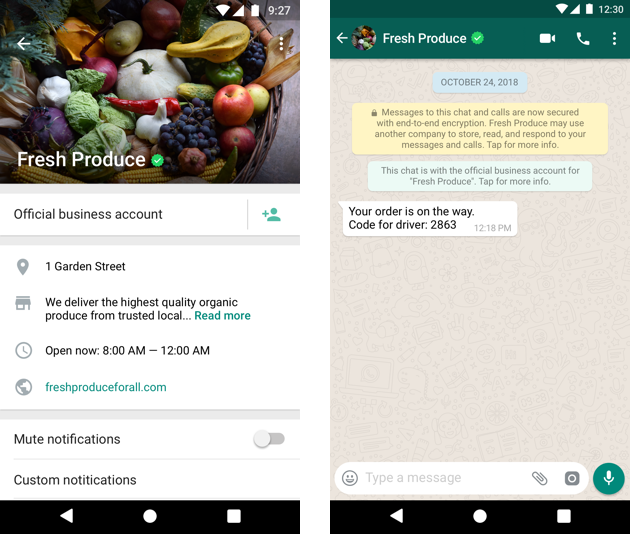 9:27
Fresh Produce
Official business account
1 Garden Street
We deliver the highest quality organic
produce from trusted local... Read more
Open now: 8:00 AM — 12:00 AM
freshproduceforall.com
Mute notifications
Custom notitications
12:30
Fresh Produce
OCTOBER 24, 2018
Messages to this chat and calls are now secured
with end-to-end encryption. Fresh Produce may use
another company to store, read, and respond to your
messages and calls. Tap for more info.
This chat is with the official business account for
"Fresh Produce". Tap for more info.
Your order is on the way.
Code for driver: 2863 12:18 PM
Type a message